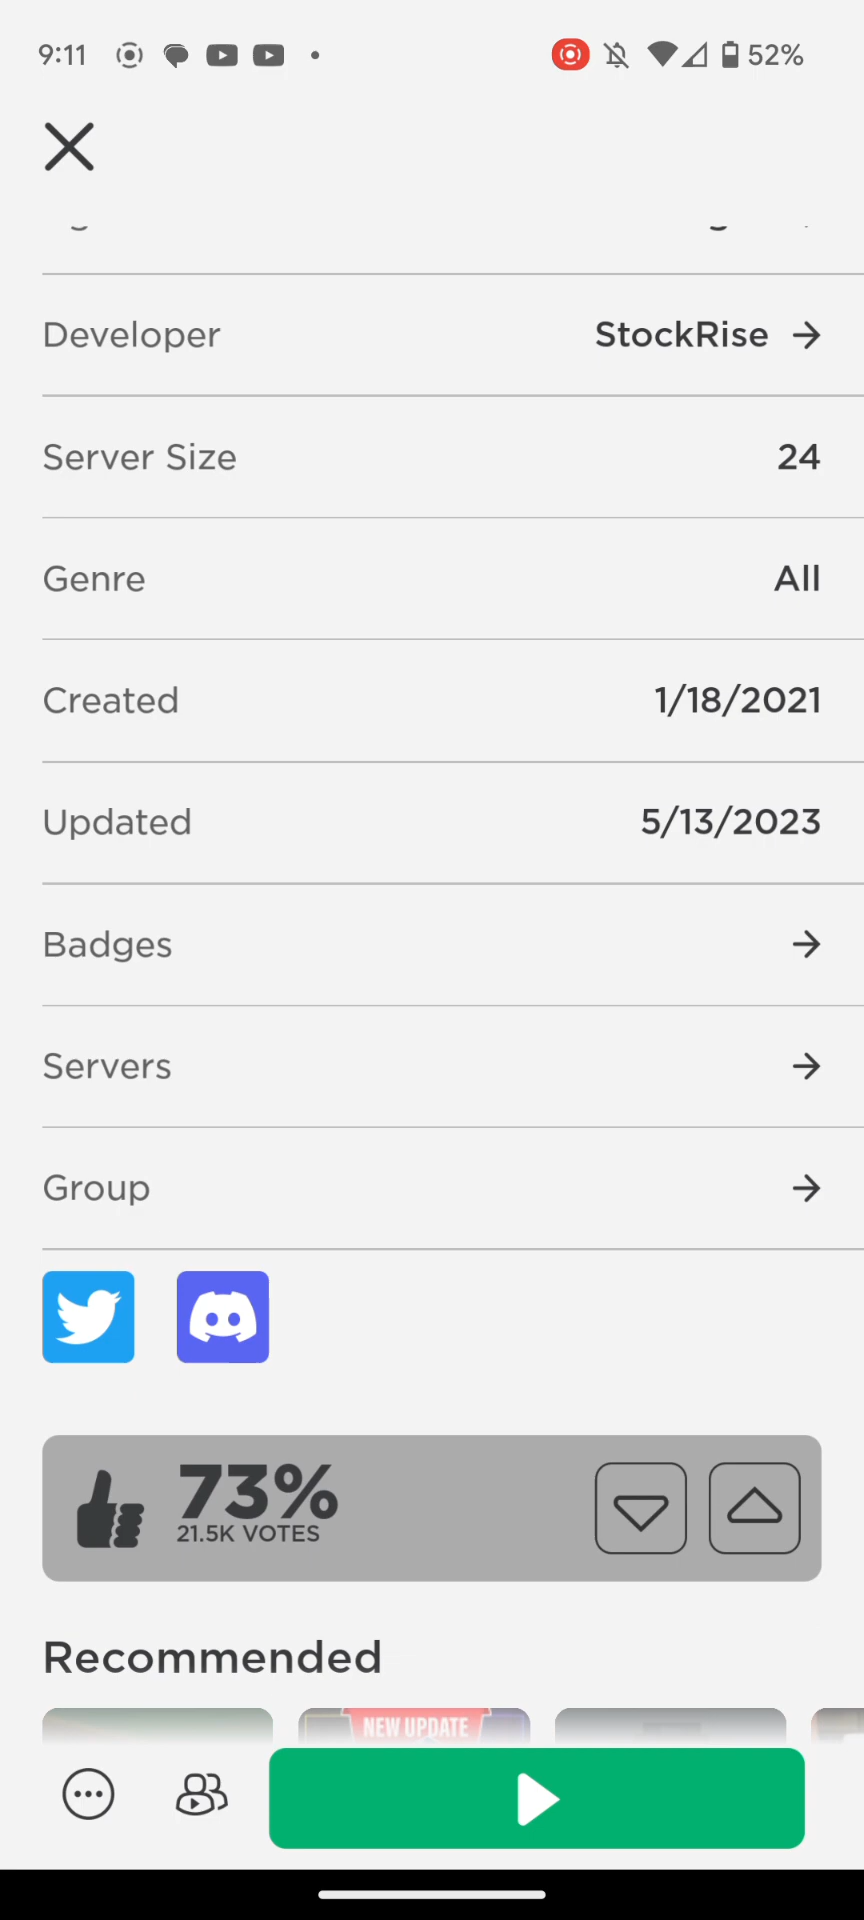 9:11
52%
Developer StockRise
Server Size 24
Genre All
Created 1/18/2021
Updated 5/13/2023
Badges
Servers
Group
73%
21.5K VOTES
Recommended
NEW UPDATE